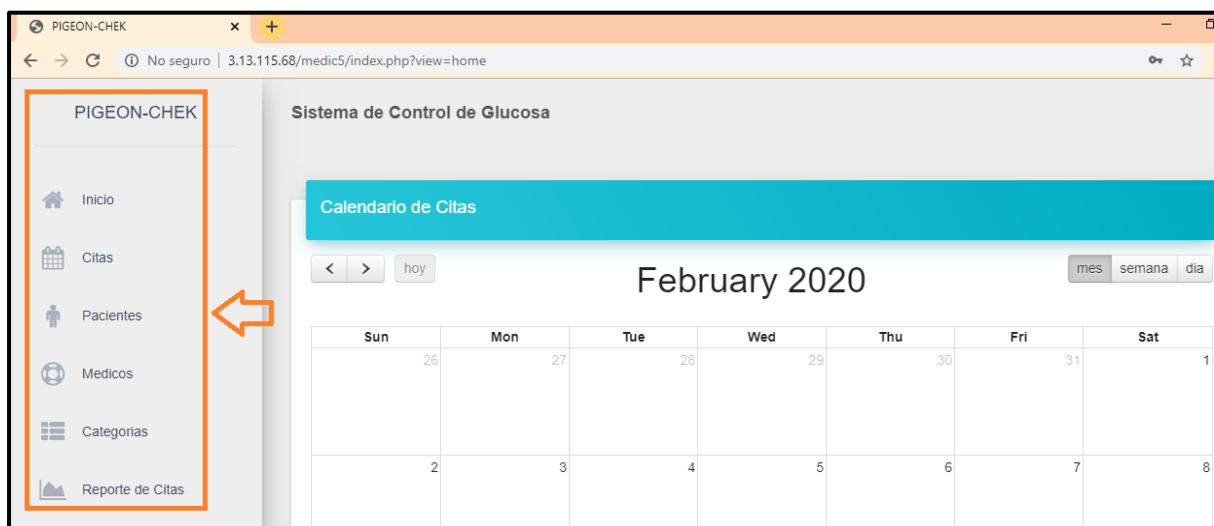 PIGEON-CHEK
No seguro | 3.13.115.68/medic5/index.php?view=home
PIGEON-CHEK
Inicio
Citas
Pacientes
Medicos
Categorias
Reporte de Citas
Sistema de Control de Glucosa
Calendario de Citas
hoy
February 2020
mes semana dia
Sun Mon Tue Wed Thu Fri Sat
26 27 28 29 30 31 1
2 3 4 5 6 7 8